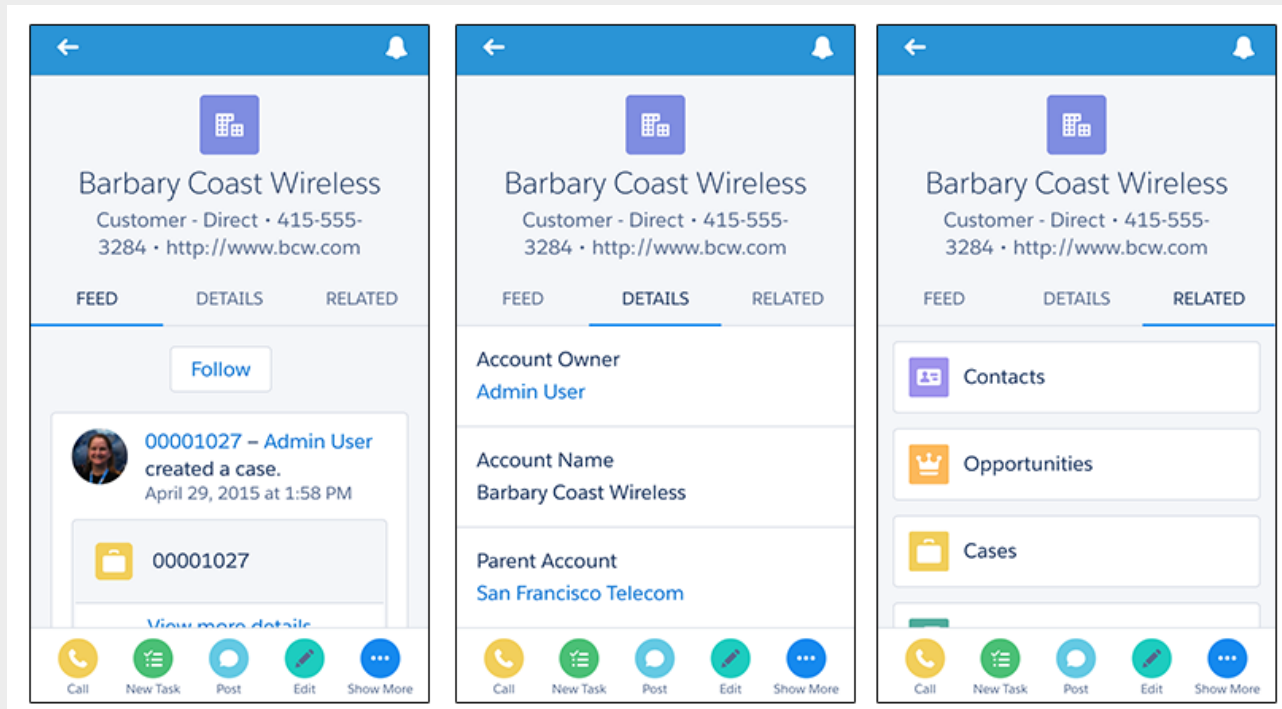 Barbary Coast Wireless
Customer - Direct • 415-555-
3284 • http://www.bcw.com
FEED DETAILS RELATED
Follow
00001027 – Admin User
created a case.
April 29, 2015 at 1:58 PM
00001027
View more details
Call New Task Post Edit Show More
Barbary Coast Wireless
Customer - Direct • 415-555-
3284 • http://www.bcw.com
FEED DETAILS RELATED
Account Owner
Admin User
Account Name
Barbary Coast Wireless
Parent Account
San Francisco Telecom
Call New Task Post Edit Show More
Barbary Coast Wireless
Customer - Direct • 415-555-
3284 • http://www.bcw.com
FEED DETAILS RELATED
Contacts
Opportunities
Cases
Call New Task Post Edit Show More